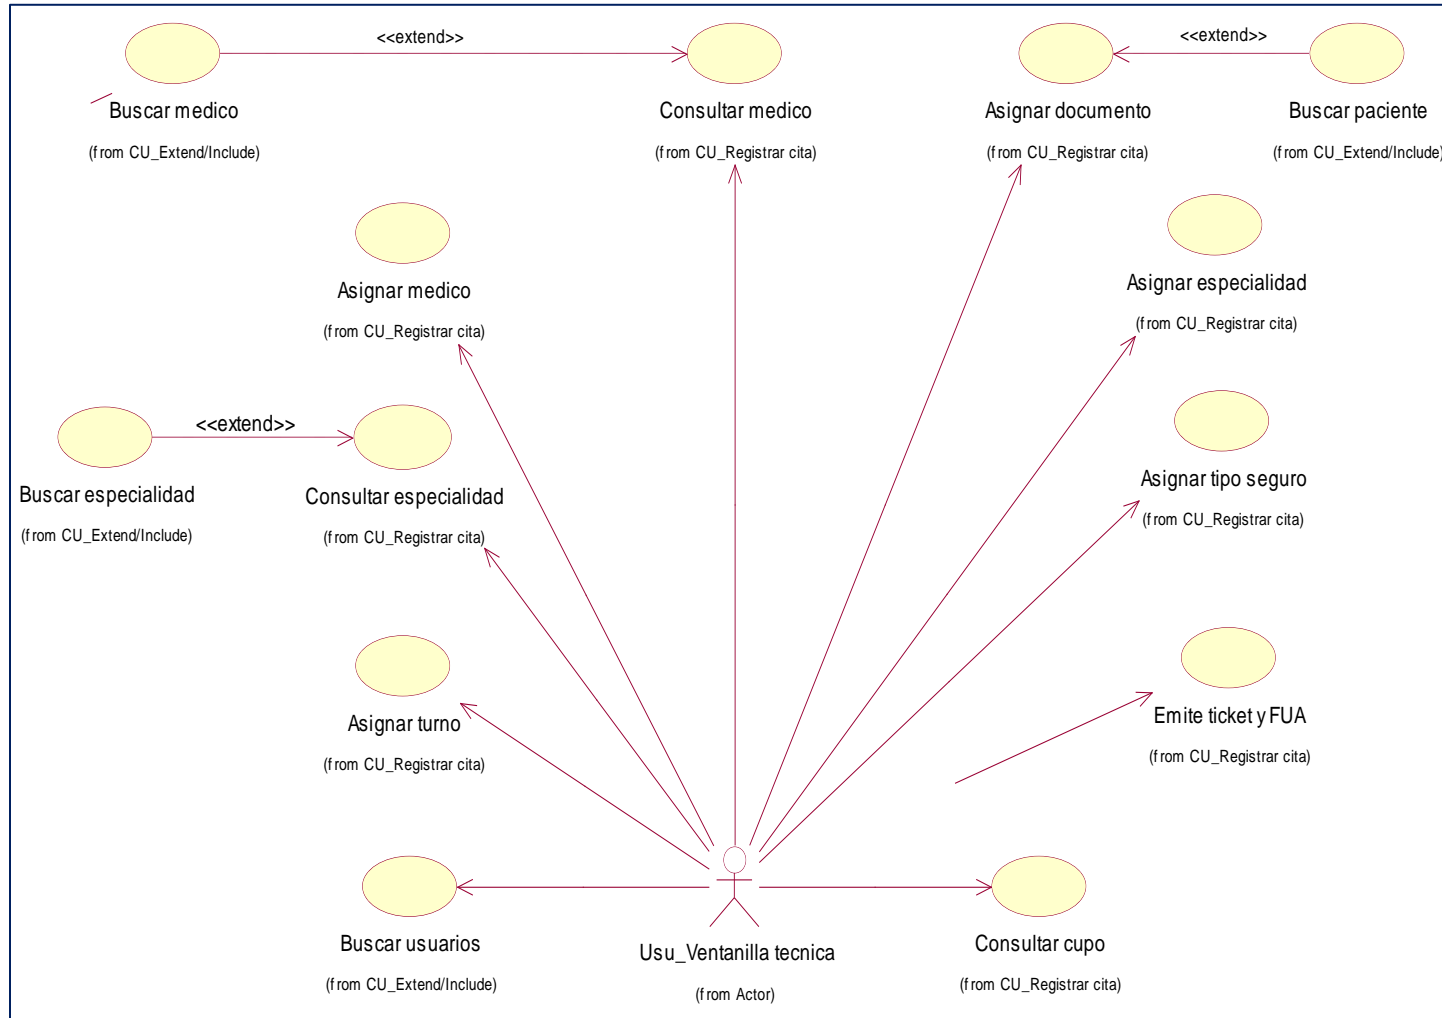 <<extend>>
<<extend>>
Buscar medico
Consultar medico
Asignar documento
Buscar paciente
(from CU_Extend/Include)
(from CU_Registrar cita)
(from CU_Registrar cita)
(from CU_Extend/Include)
Asignar medico
(from CU_Registrar cita)
Asignar especialidad
(from CU_Registrar cita)
<<extend>>
Buscar especialidad
(from CU_Extend/Include)
Consultar especialidad
(from CU_Registrar cita)
Asignar tipo seguro
(from CU_Registrar cita)
Asignar turno
(from CU_Registrar cita)
Emite ticket y FUA
(from CU_Registrar cita)
Buscar usuarios
(from CU_Extend/Include)
Usu_Ventanilla tecnica
(from Actor)
Consultar cupo
(from CU_Registrar cita)